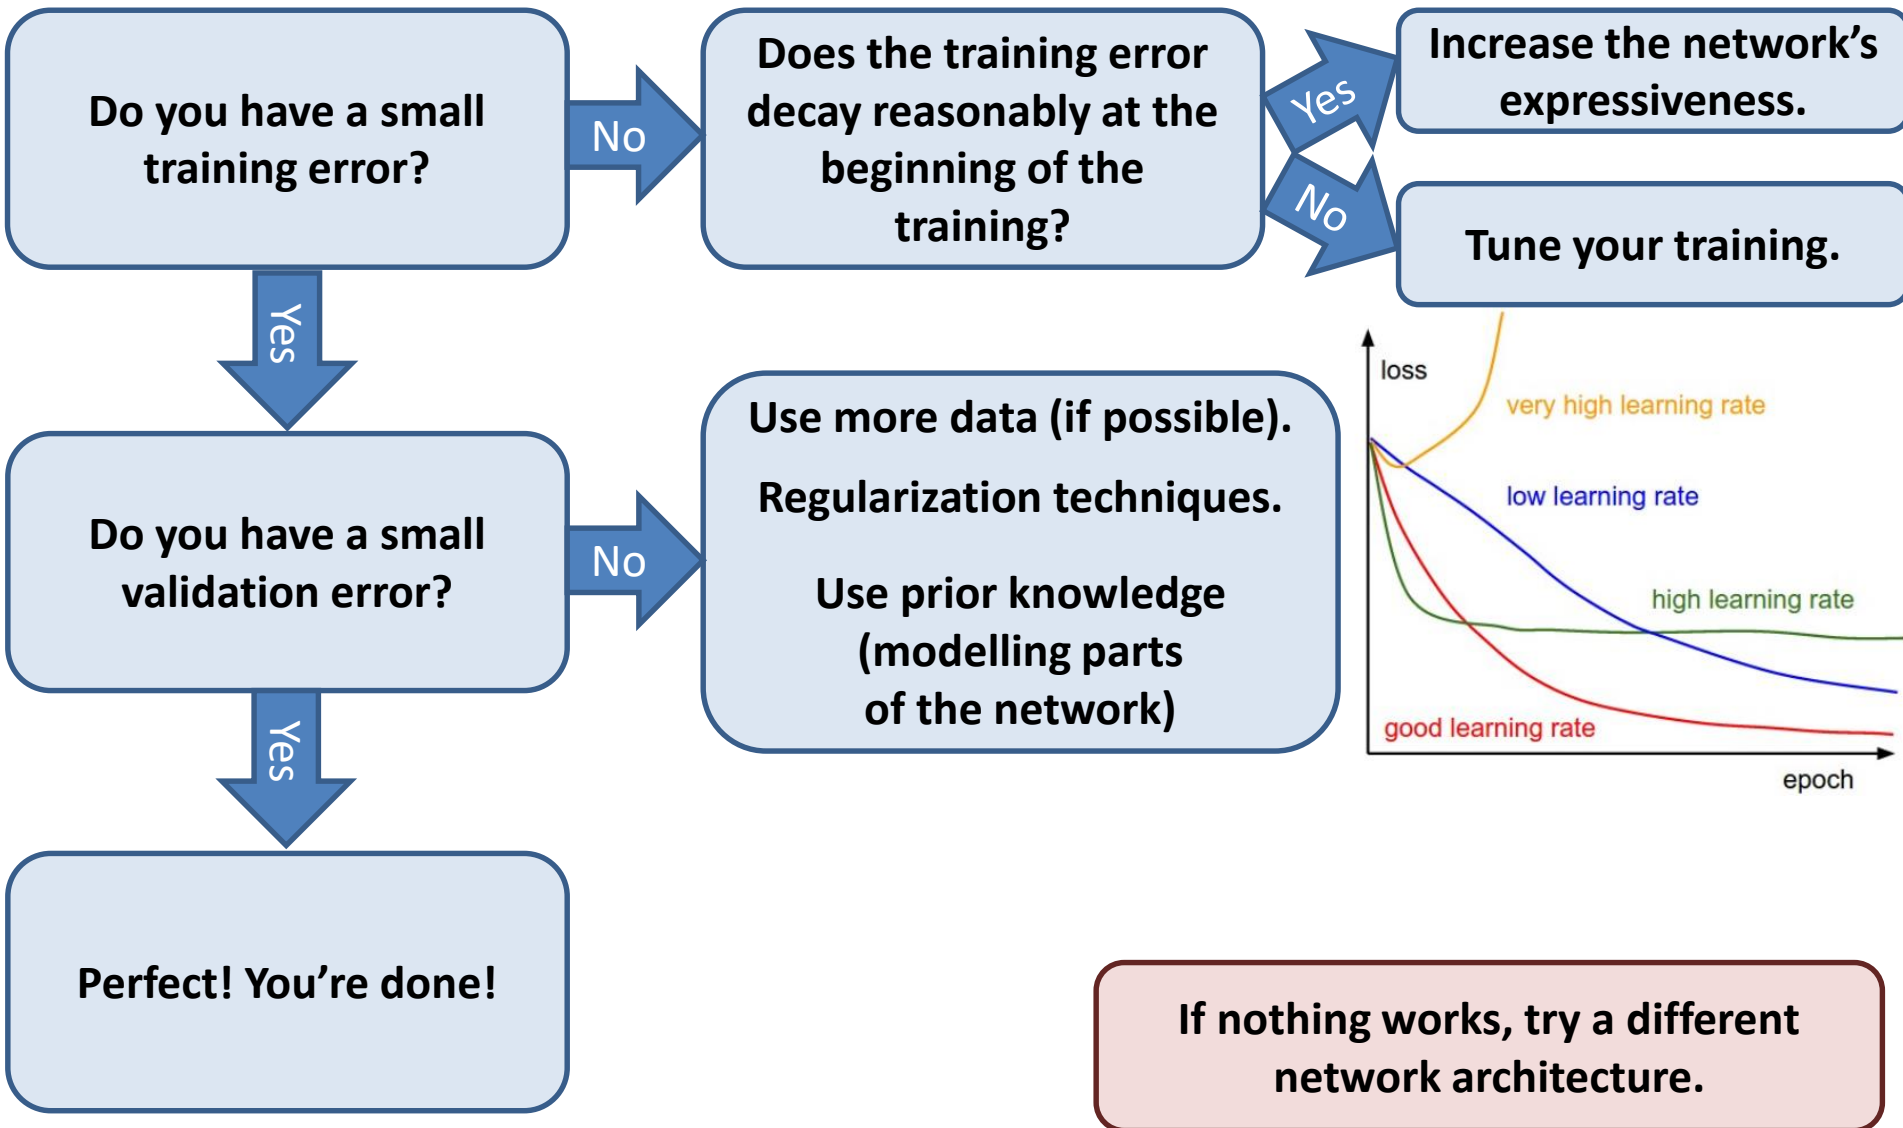 Do you have a small
training error?
No
Does the training error
decay reasonably at the
beginning of the
training?
Yes
Increase the network’s
expressiveness.
No
Tune your training.
Yes
Do you have a small
validation error?
No
Use more data (if possible).
Regularization techniques.
Use prior knowledge
(modelling parts
of the network)
loss
very high learning rate
low learning rate
high learning rate
good learning rate
epoch
Yes
Perfect! You’re done!
If nothing works, try a different
network architecture.